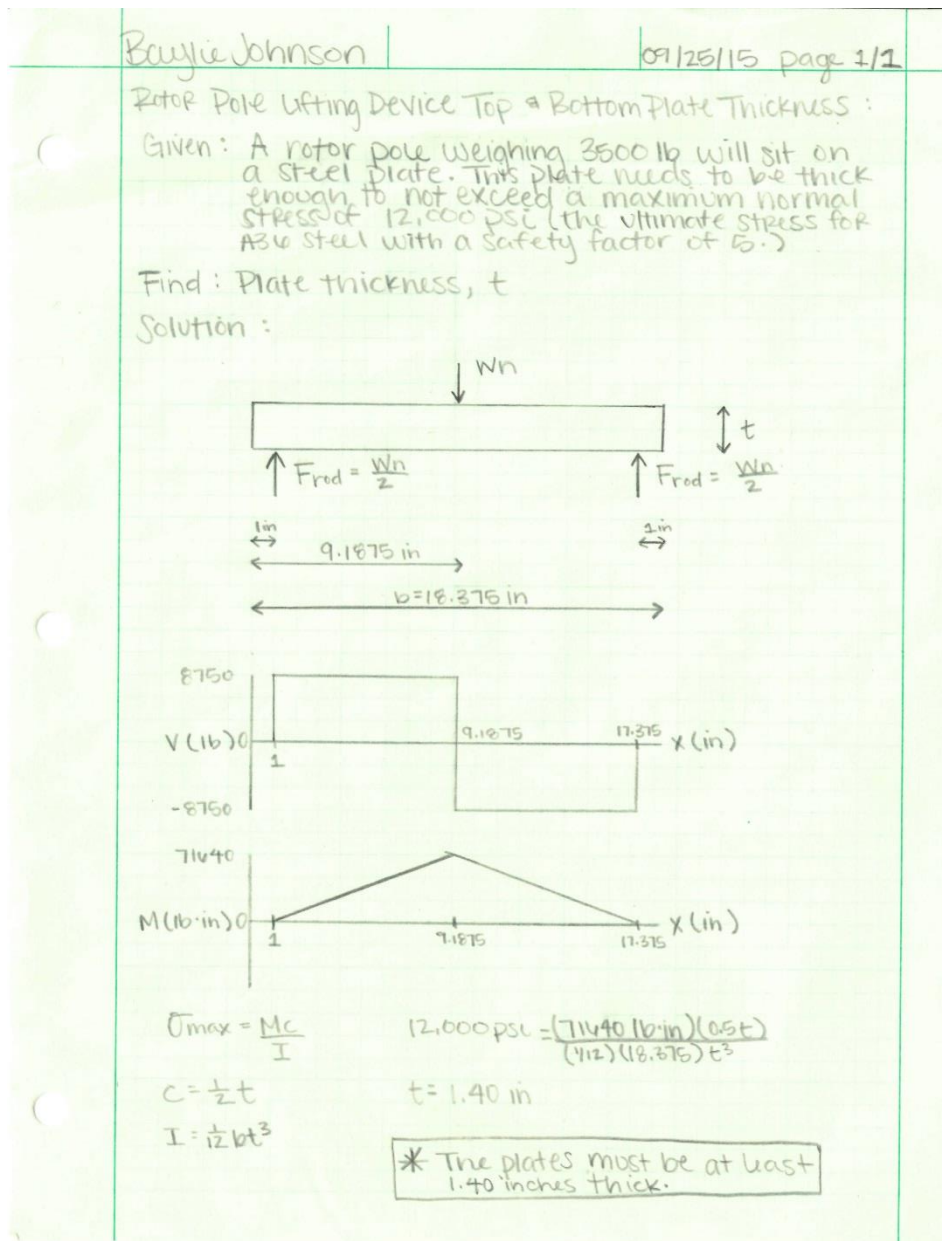 Baylie Johnson 09/25/15 page 1/1
Rotor Pole Lifting Device Top & Bottom Plate Thickness :
Given : A rotor pole weighing 3500 lb will sit on
a steel plate. This plate needs to be thick
enough to not exceed a maximum normal
stress of 12,000 psi (the ultimate stress for
A36 steel with a safety factor of 5.)
Find : Plate thickness, t
Solution :
Wn
t
Frod = Wn/2 Frod = Wn/2
1in 1in
9.1875 in
b=18.375 in
8750
V (lb) 0 1 9.1875 17.375 x (in)
-8750
71640
M (lb·in) 0 1 9.1875 17.375 x (in)
σmax = Mc/I 12,000 psi = (71640 lb·in)(0.5t)/(1/12)(18.375)t³
c = ½ t t = 1.40 in
I = 1/12 bt³
* The plates must be at least
1.40 inches thick.